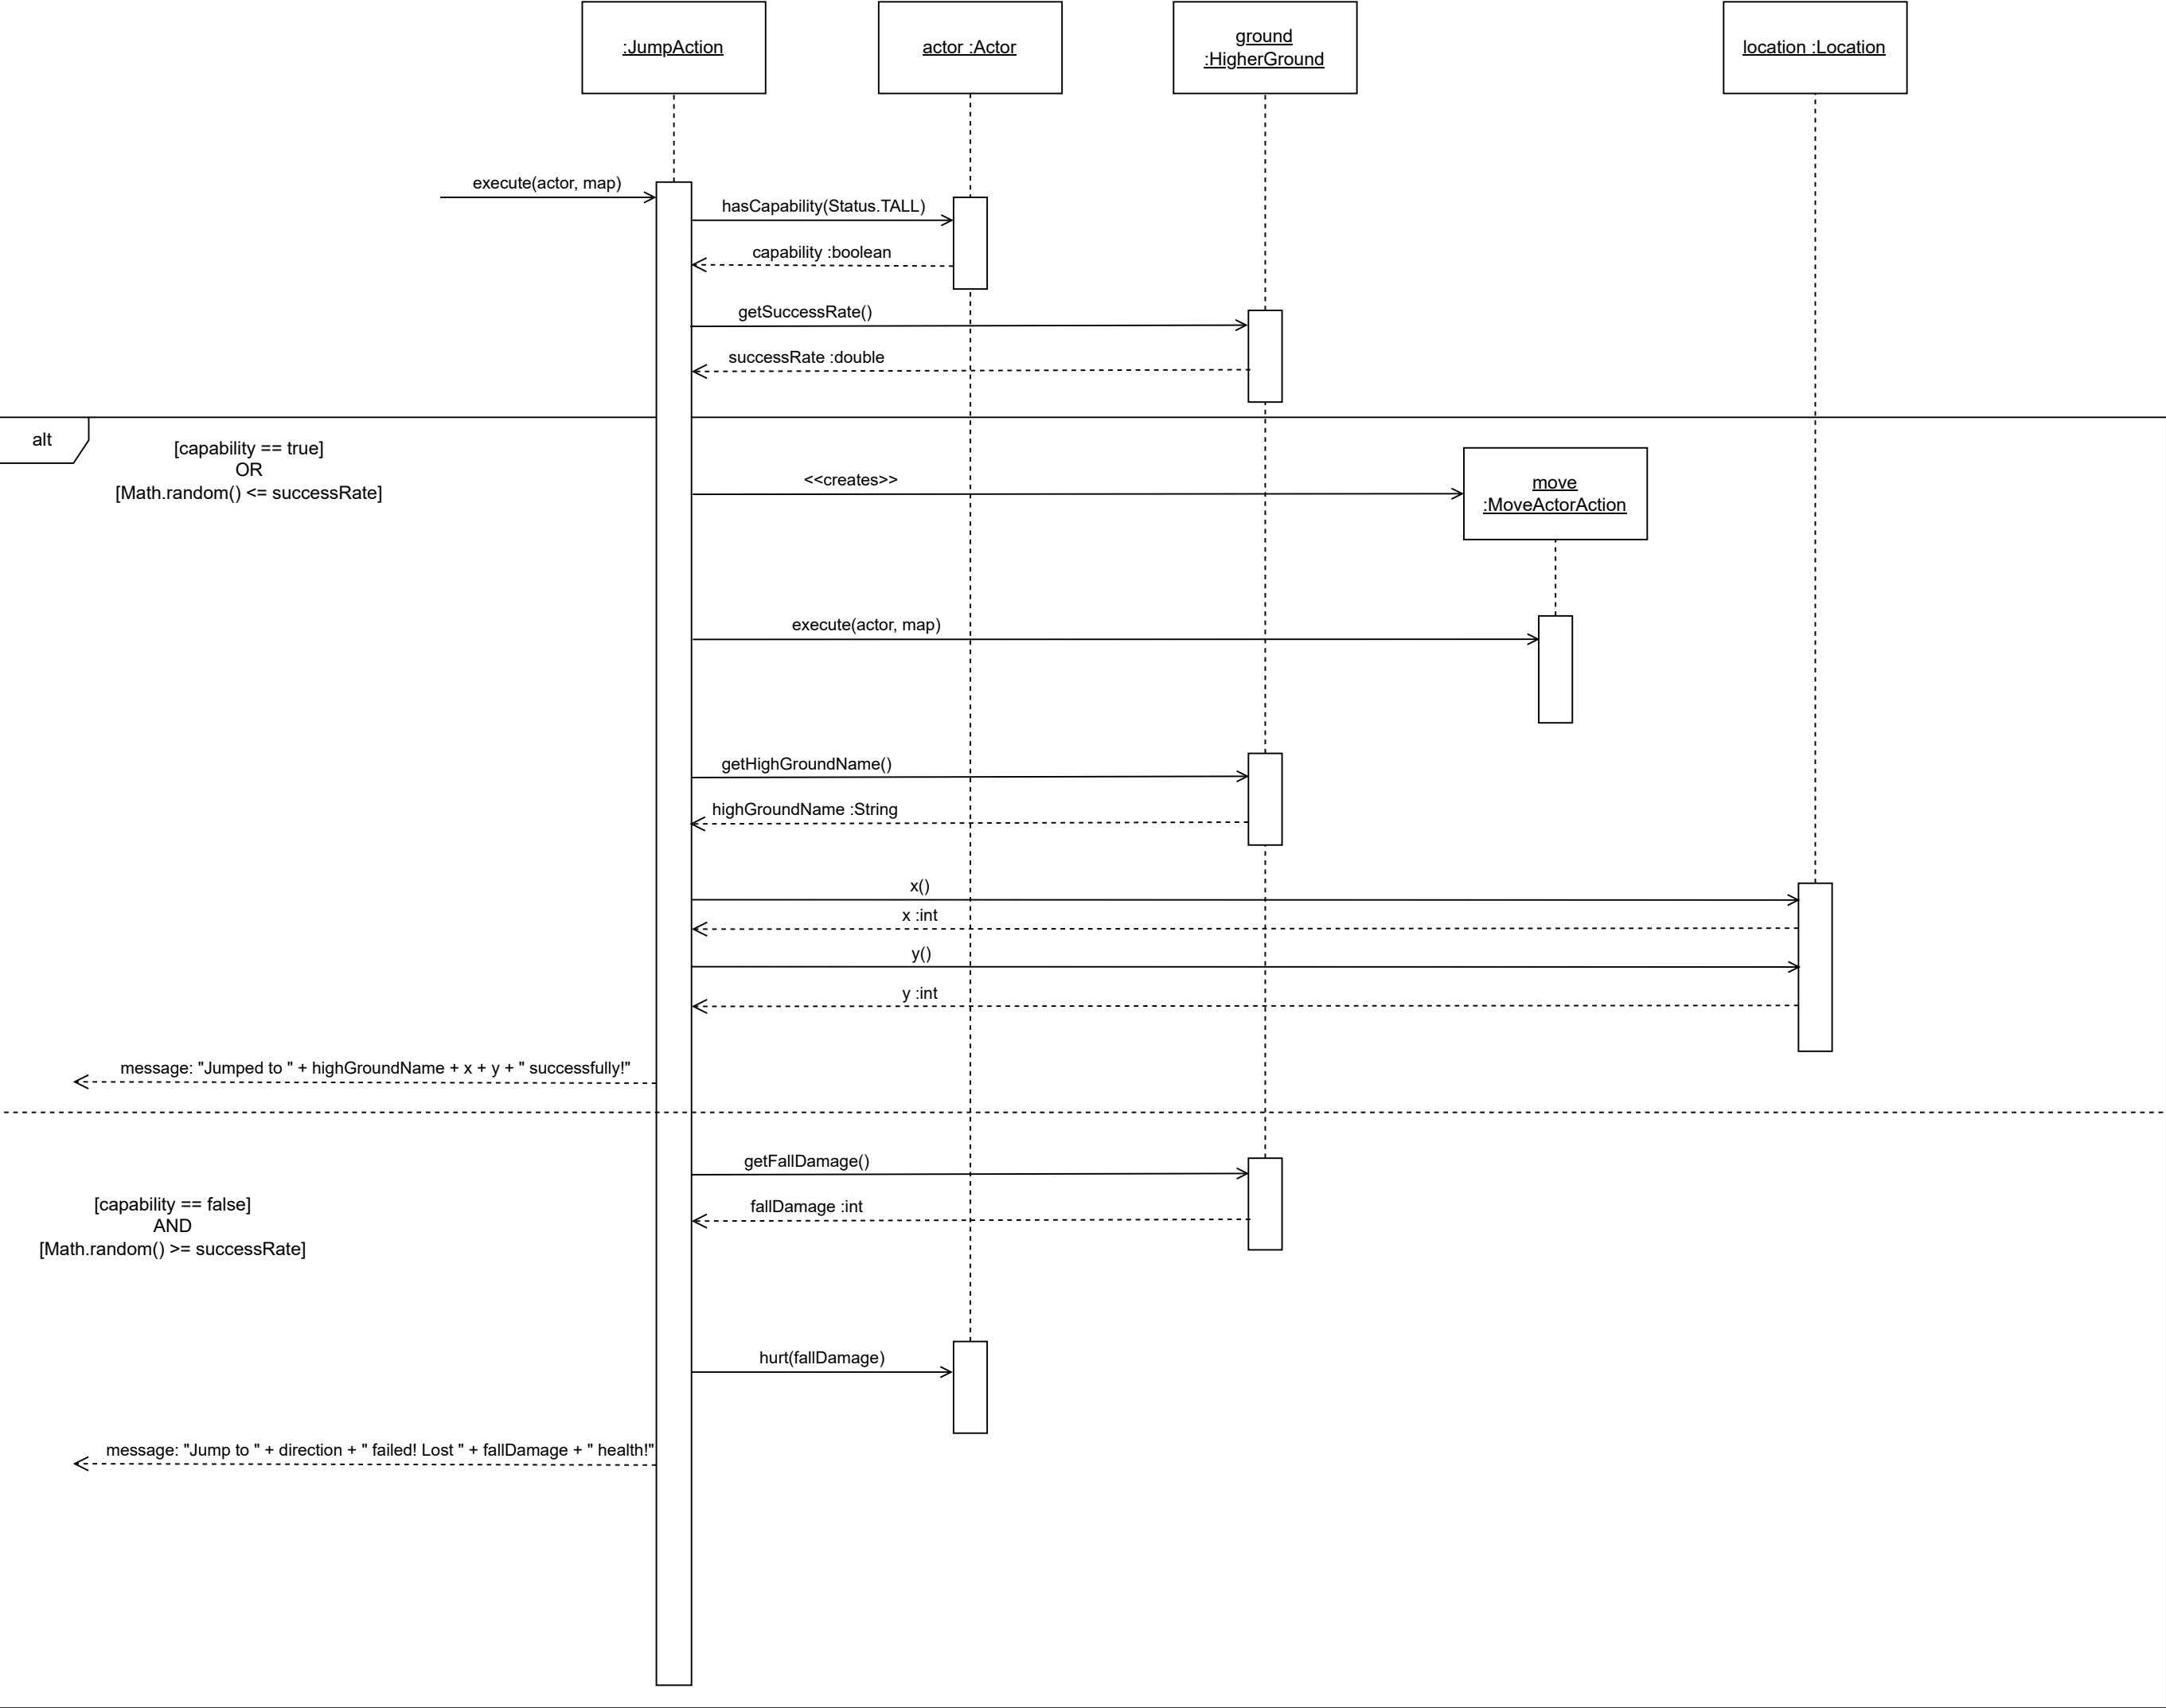 :JumpAction
actor :Actor
ground
:HigherGround
location :Location
execute(actor, map)
hasCapability(Status.TALL)
capability :boolean
getSuccessRate()
successRate :double
alt
[capability == true]
OR
[Math.random() <= successRate]
<<creates>>
move
:MoveActorAction
execute(actor, map)
getHighGroundName()
highGroundName :String
x()
x :int
y()
y :int
message: "Jumped to " + highGroundName + x + y + " successfully!"
getFallDamage()
[capability == false]
AND
[Math.random() >= successRate]
fallDamage :int
hurt(fallDamage)
message: "Jump to " + direction + " failed! Lost " + fallDamage + " health!"